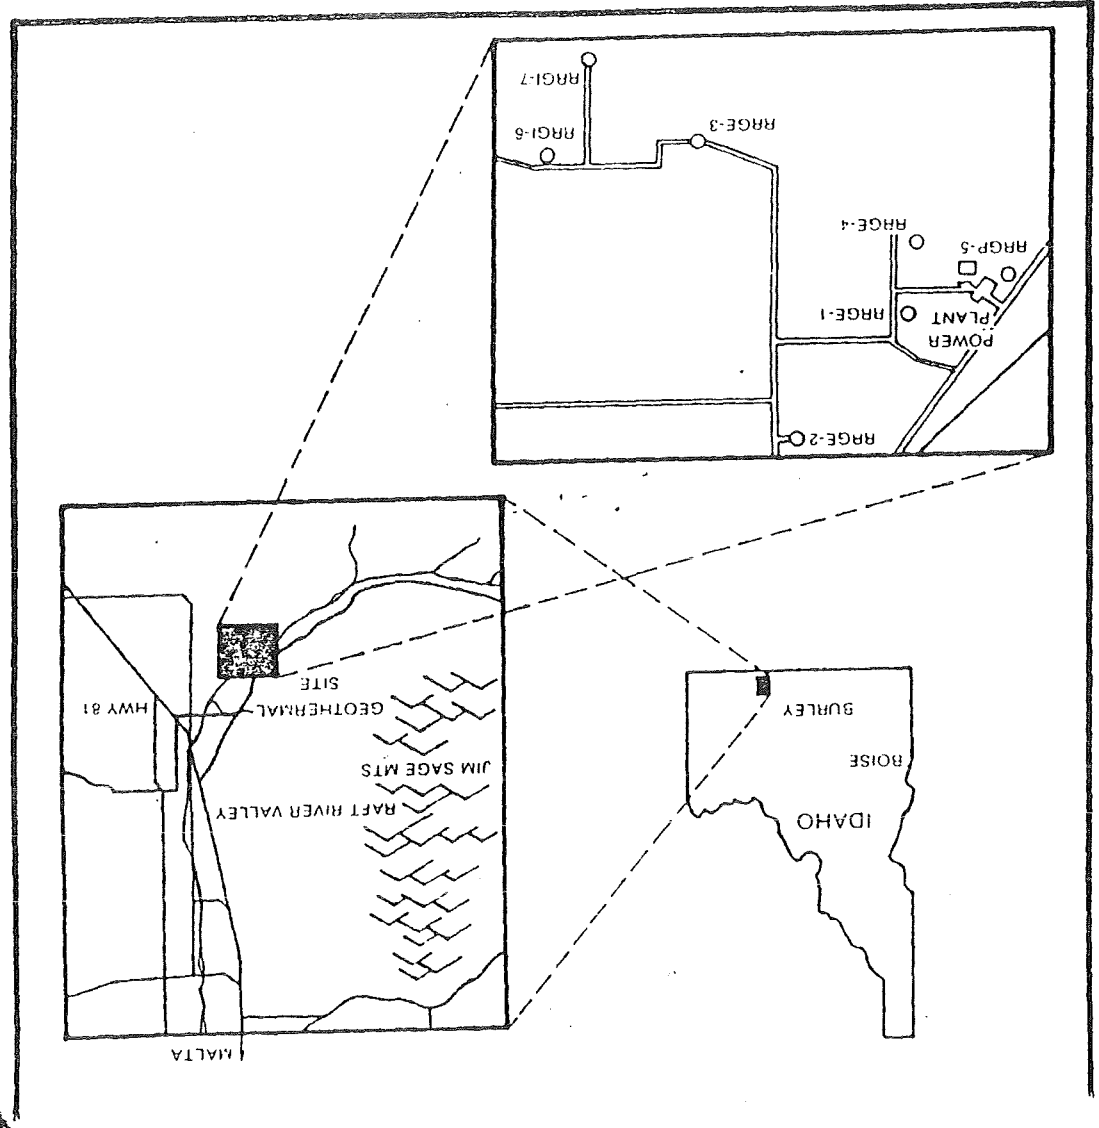 IDAHO
BOISE
BURLEY
MALTA
RAFT RIVER VALLEY
JIM SAGE MTS
GEOTHERMAL
SITE
HWY 81
RRGE-2
POWER
PLANT
RRGE-1
RRGP-5
RRGE-4
RRGE-3
RRGI-6
RRGI-7